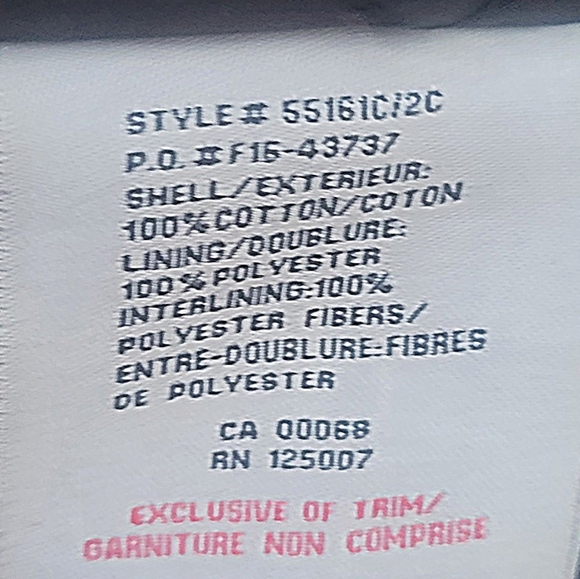 STYLE# 55161C/2C
P.O.#F16-43737
SHELL/EXTERIEUR:
100%COTTON/COTON
LINING/DOUBLURE:
100%POLYESTER
INTERLINING:100%
POLYESTER FIBERS/
ENTRE-DOUBLURE:FIBRES
DE POLYESTER
CA 00068
RN 125007
EXCLUSIVE OF TRIM/
GARNITURE NON COMPRISE